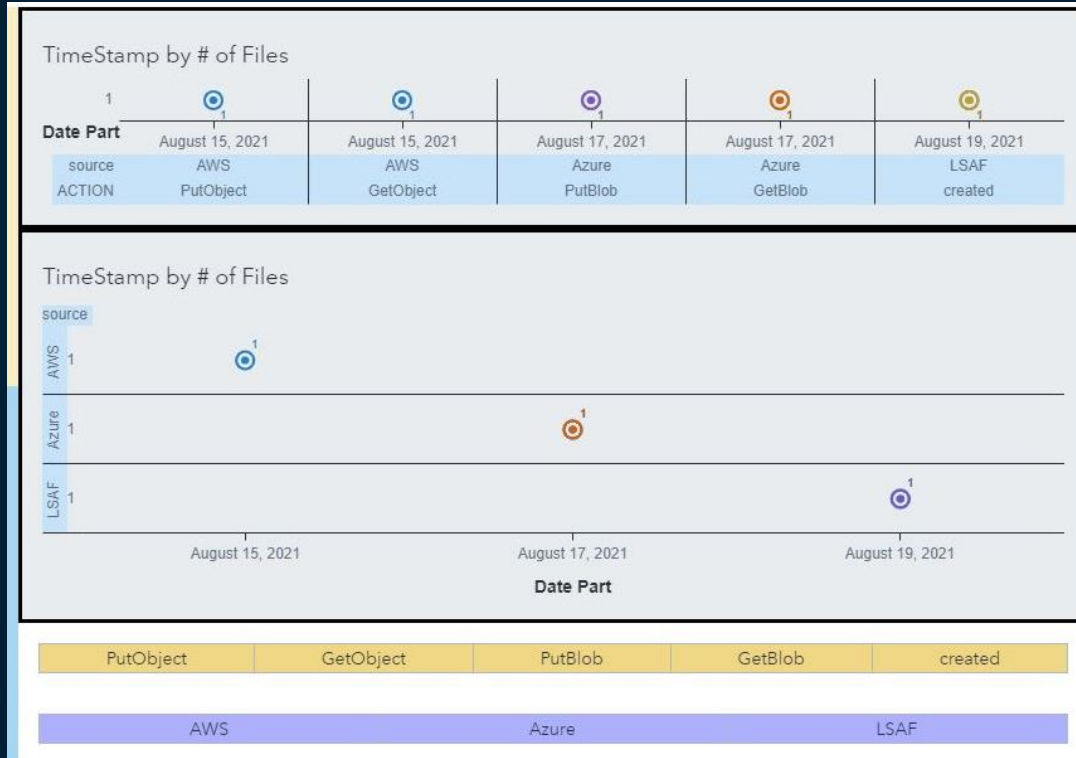 TimeStamp by # of Files
1
1 1 1 1 1
Date Part
August 15, 2021 August 15, 2021 August 17, 2021 August 17, 2021 August 19, 2021
source AWS AWS Azure Azure LSAF
ACTION PutObject GetObject PutBlob GetBlob created
TimeStamp by # of Files
source
AWS 1 1
Azure 1 1
LSAF 1 1
August 15, 2021 August 17, 2021 August 19, 2021
Date Part
PutObject GetObject PutBlob GetBlob created
AWS Azure LSAF